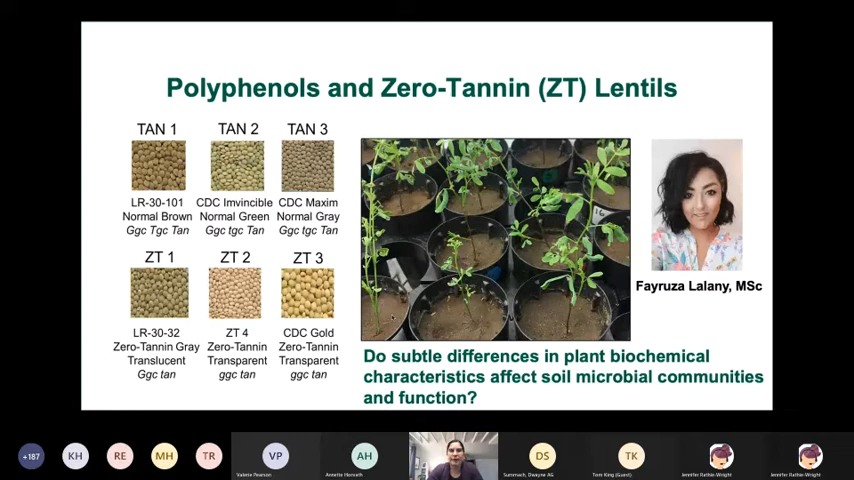 Polyphenols and Zero-Tannin (ZT) Lentils
TAN 1
TAN 2
TAN 3
LR-30-101
Normal Brown
Ggc Tgc Tan
CDC Imvincible
Normal Green
Ggc tgc Tan
CDC Maxim
Normal Gray
Ggc tgc Tan
ZT 1
ZT 2
ZT 3
LR-30-32
Zero-Tannin Gray
Translucent
Ggc tan
ZT 4
Zero-Tannin
Transparent
ggc tan
CDC Gold
Zero-Tannin
Transparent
ggc tan
Fayruza Lalany, MSc
Do subtle differences in plant biochemical
characteristics affect soil microbial communities
and function?
+187
KH
RE
MH
TR
VP
Valerie Pearson
AH
Annette Horvath
DS
Summach, Dwayne AG
TK
Tom King (Guest)
Jennifer Rathie-Wright
Jennifer Rathie-Wright